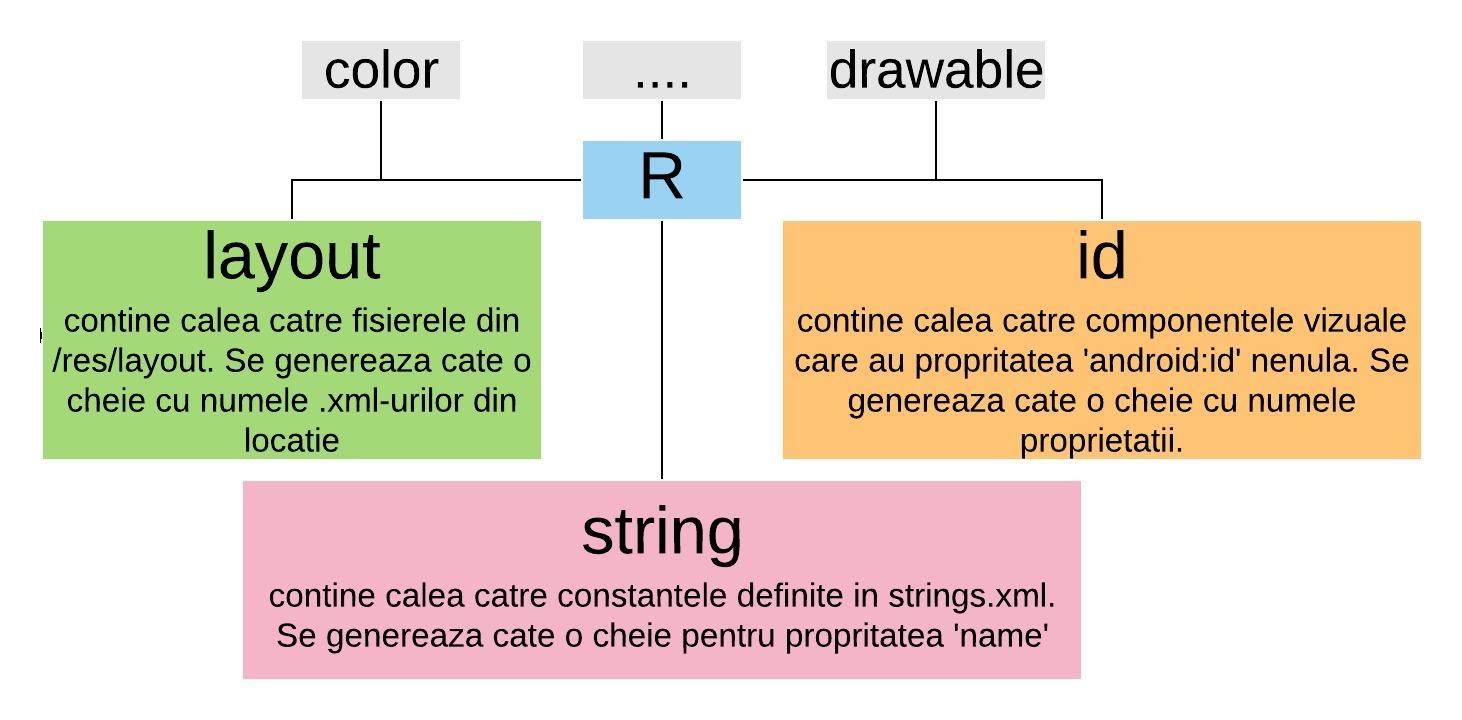 color
....
drawable
R
layout
contine calea catre fisierele din
/res/layout. Se genereaza cate o
cheie cu numele .xml-urilor din
locatie
id
contine calea catre componentele vizuale
care au propritatea 'android:id' nenula. Se
genereaza cate o cheie cu numele
proprietatii.
string
contine calea catre constantele definite in strings.xml.
Se genereaza cate o cheie pentru propritatea 'name'